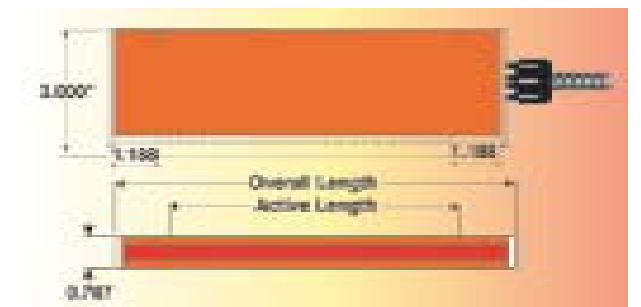 3.000"
1.188
1.188
Overall Length
Active Length
0.787